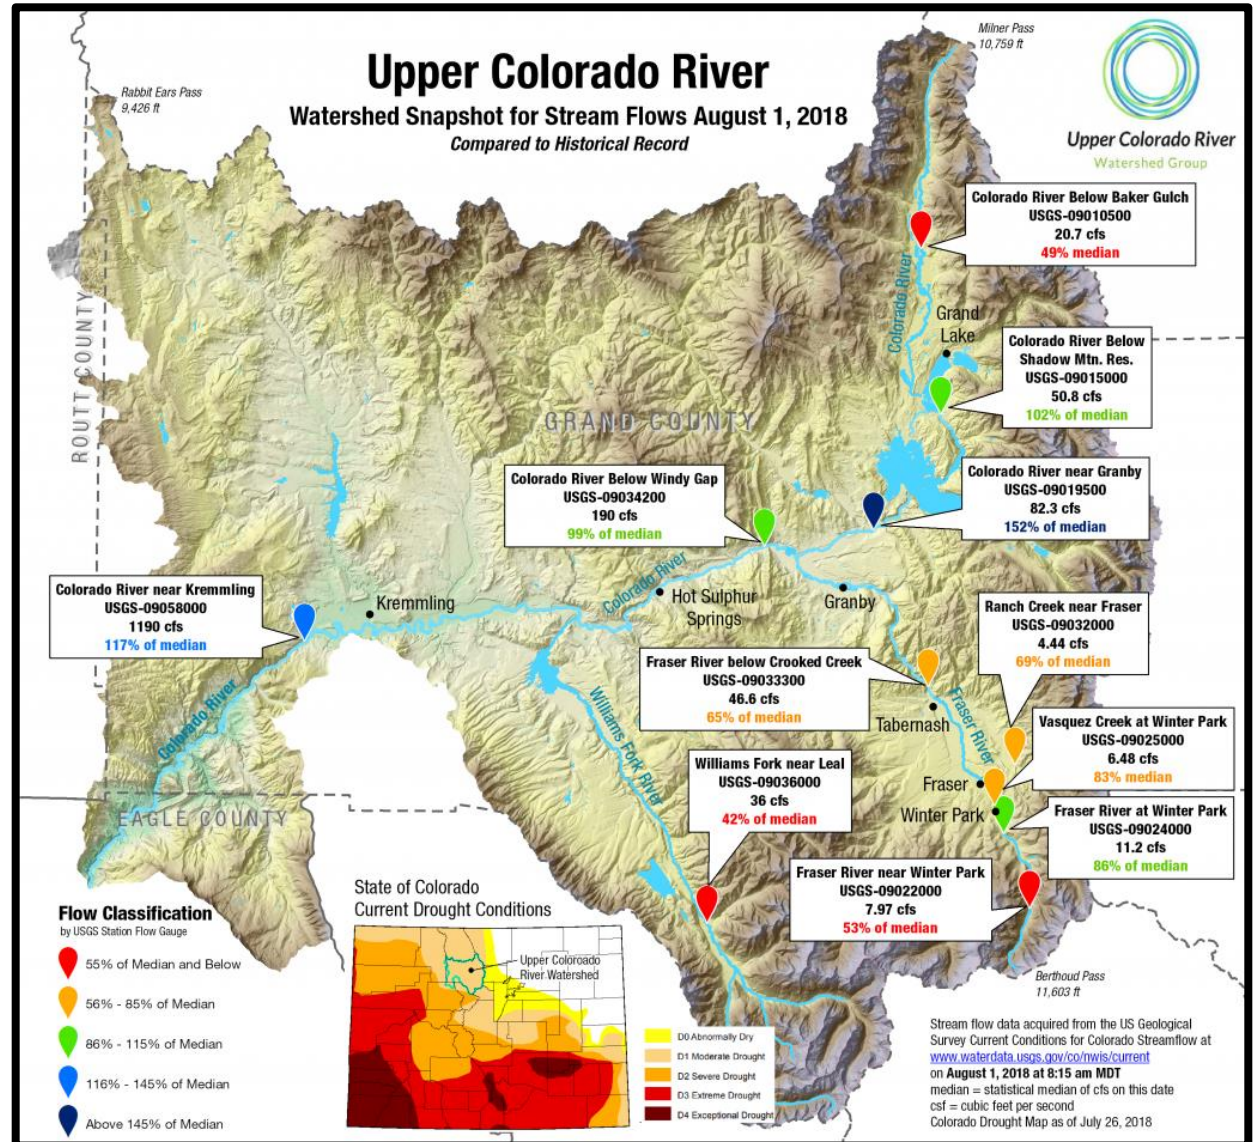 Upper Colorado River
Watershed Snapshot for Stream Flows August 1, 2018
Compared to Historical Record
Rabbit Ears Pass
9,426 ft
Milner Pass
10,759 ft
Upper Colorado River
Watershed Group
Colorado River Below Baker Gulch
USGS-09010500
20.7 cfs
49% median
Colorado River
Grand
Lake
Colorado River Below
Shadow Mtn. Res.
USGS-09015000
50.8 cfs
102% of median
ROUTT COUNTY
GRAND COUNTY
Colorado River Below Windy Gap
USGS-09034200
190 cfs
99% of median
Colorado River near Granby
USGS-09019500
82.3 cfs
152% of median
Colorado River near Kremmling
USGS-09058000
1190 cfs
117% of median
Kremmling
Colorado River
Hot Sulphur
Springs
Granby
Ranch Creek near Fraser
USGS-09032000
4.44 cfs
69% of median
Fraser River below Crooked Creek
USGS-09033300
46.6 cfs
65% of median
Tabernash
Fraser River
Vasquez Creek at Winter Park
USGS-09025000
6.48 cfs
83% median
Colorado River
Williams Fork River
Williams Fork near Leal
USGS-09036000
36 cfs
42% of median
Fraser
Winter Park
Fraser River at Winter Park
USGS-09024000
11.2 cfs
86% of median
EAGLE COUNTY
Fraser River near Winter Park
USGS-09022000
7.97 cfs
53% of median
Berthoud Pass
11,603 ft
Flow Classification
by USGS Station Flow Gauge
55% of Median and Below
56% - 85% of Median
86% - 115% of Median
116% - 145% of Median
Above 145% of Median
State of Colorado
Current Drought Conditions
Upper Coloroado
River Watershed
D0 Abnormally Dry
D1 Moderate Drought
D2 Severe Drought
D3 Extreme Drought
D4 Exceptional Drought
Stream flow data acquired from the US Geological
Survey Current Conditions for Colorado Streamflow at
www.waterdata.usgs.gov/co/nwis/current
on August 1, 2018 at 8:15 am MDT
median = statistical median of cfs on this date
csf = cubic feet per second
Colorado Drought Map as of July 26, 2018